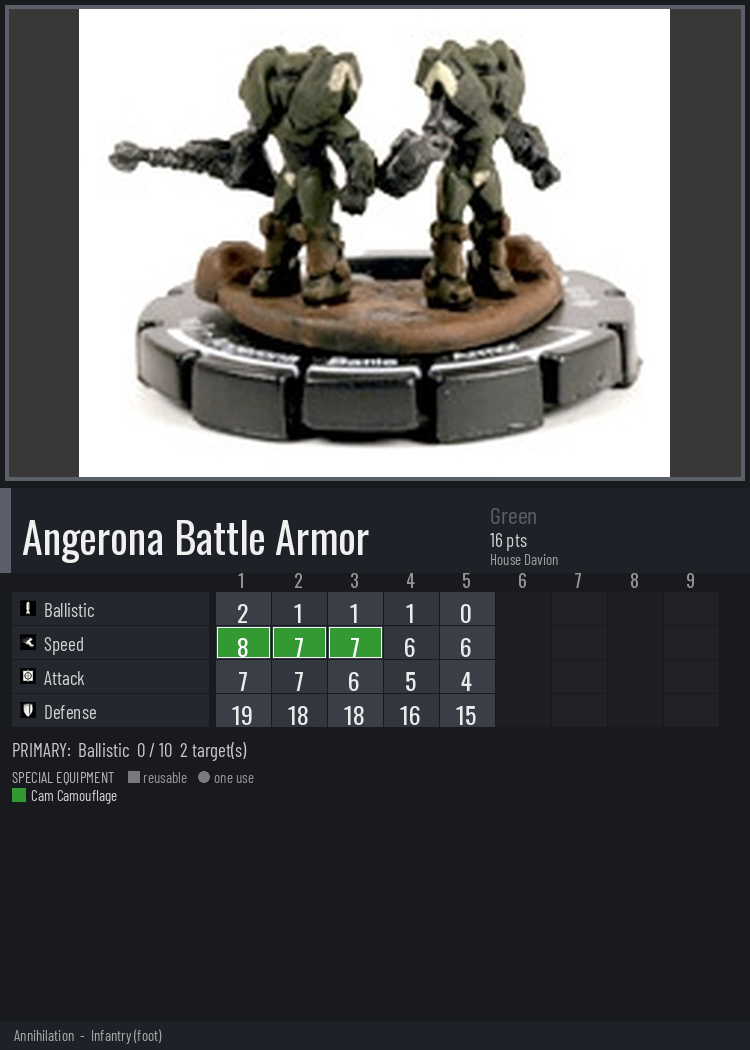 Angerona Battle Armor
Green
16 pts
House Davion
1 2 3 4 5 6 7 8 9
Ballistic 2 1 1 1 0
Speed 8 7 7 6 6
Attack 7 7 6 5 4
Defense 19 18 18 16 15
PRIMARY: Ballistic 0 / 10 2 target(s)
SPECIAL EQUIPMENT reusable one use
Cam Camouflage
Annihilation - Infantry (foot)